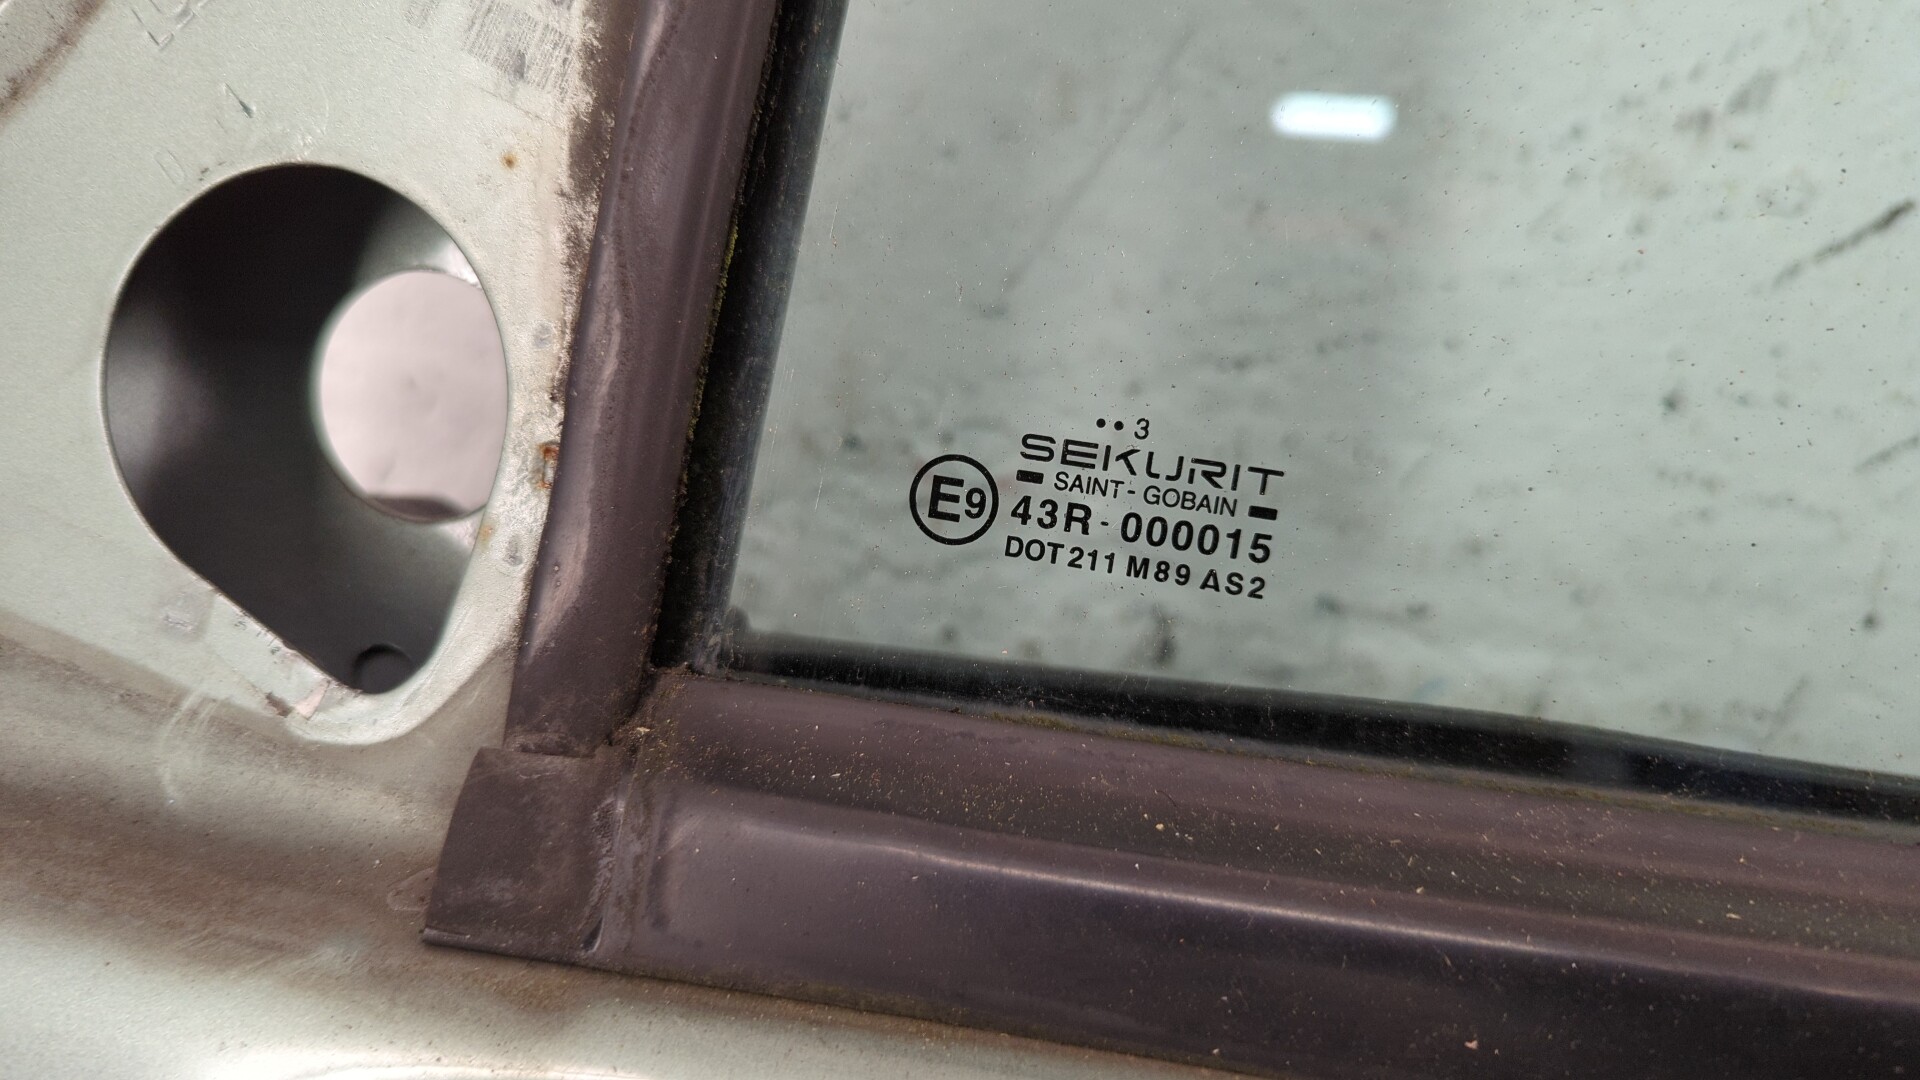 •• 3
SEKURIT
SAINT-GOBAIN
E9 43R-000015
DOT 211 M89 AS2